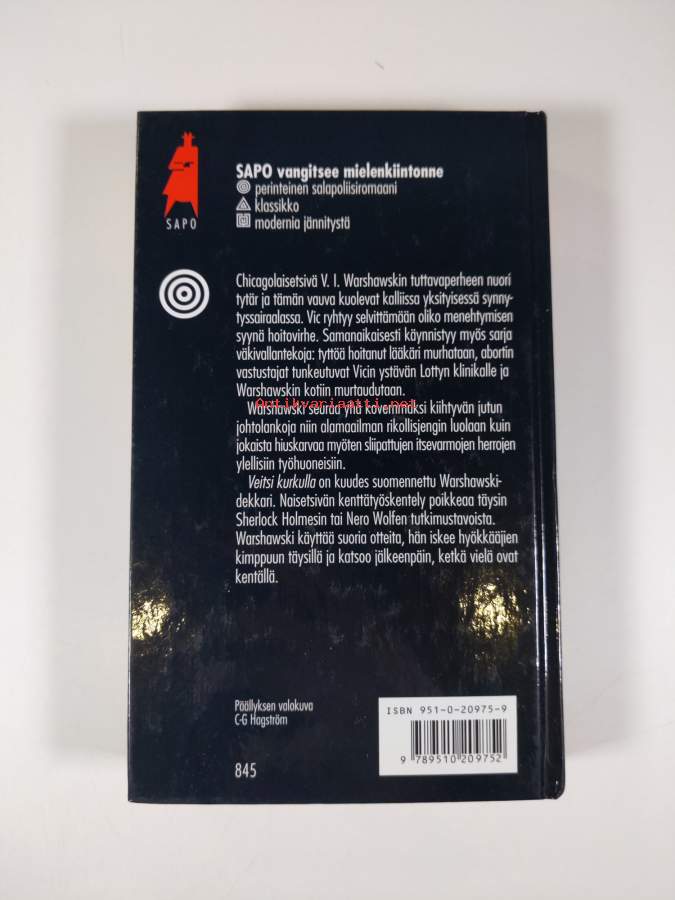 SAPO vangitsee mielenkiintonne
perinteinen salapoliisiromaani
klassikko
modernia jännitystä
SAPO
Chicagolaisetsivä V. I. Warshawskin tuttavaperheen nuori
tytär ja tämän vauva kuolevat kalliissa yksityisessä synny-
tyssairaalassa. Vic ryhtyy selvittämään oliko menehtymisen
syynä hoitovirhe. Samanaikaisesti käynnistyy myös sarja
väkivallantekoja: tyttöä hoitanut lääkäri murhataan, abortin
vastustajat tunkeutuvat Vicin ystävän Lottyn klinikalle ja
Warshawskin kotiin murtaudutaan.
Antikvariaatti.net
Warshawski seuraa yhä kovemmaksi kiihtyvän jutun
johtolankoja niin alamaailman rikollisjengin luolaan kuin
jokaista hiuskarvaa myöten sliipattujen itsevarmojen herrojen
ylellisiin työhuoneisiin.
Veitsi kurkulla on kuudes suomennettu Warshawski-
dekkari. Naisetsivän kenttätyöskentely poikkeaa täysin
Sherlock Holmesin tai Nero Wolfen tutkimustavoista.
Warshawski käyttää suoria otteita, hän iskee hyökkääjien
kimppuun täysillä ja katsoo jälkeenpäin, ketkä vielä ovat
kentällä.
Päällyksen valokuva
C-G Hagström
845
ISBN 951-0-20975-9
9 789510 209752